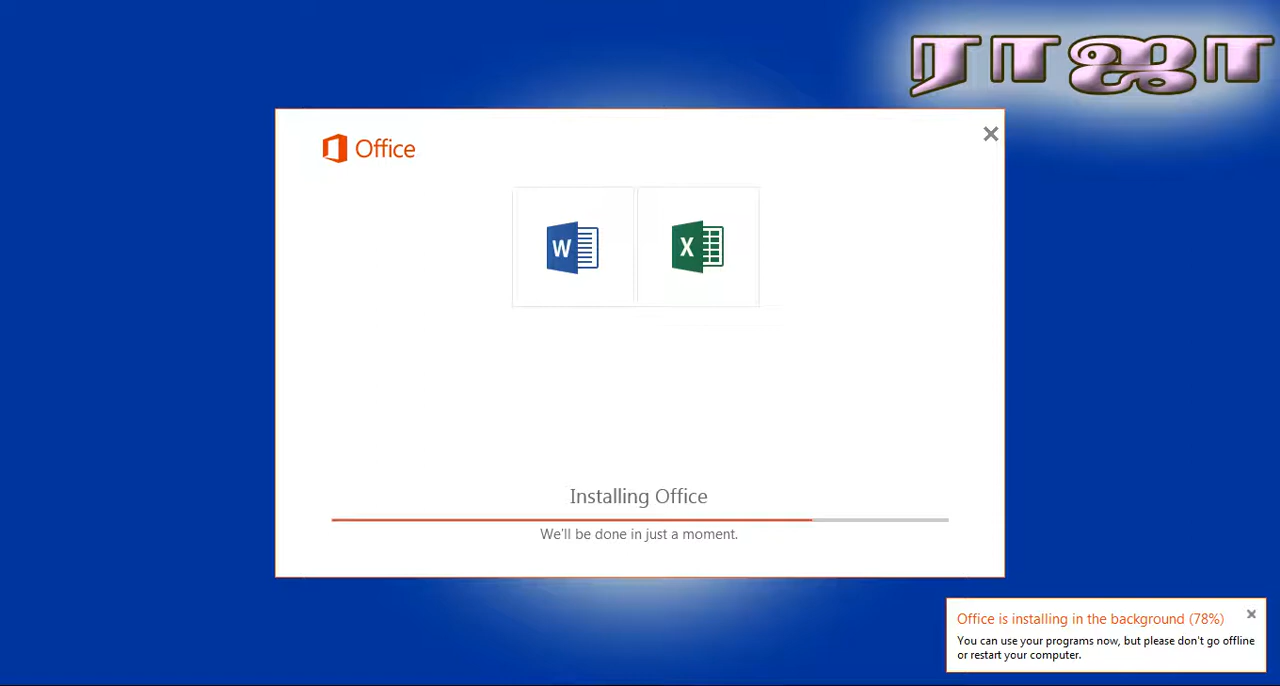 ராஜா
Office
W
X
Installing Office
We'll be done in just a moment.
Office is installing in the background (78%)
You can use your programs now, but please don't go offline
or restart your computer.